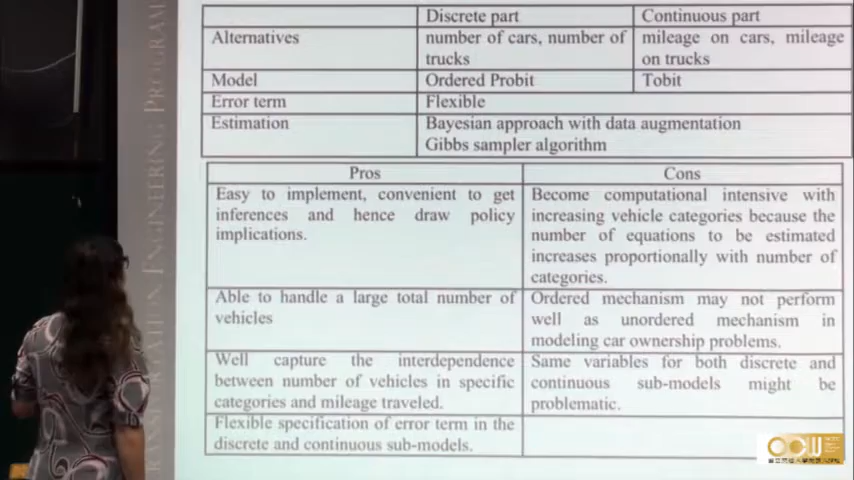 TRANSPORTATION ENGINEERING PROGRAM
Discrete part
Continuous part
Alternatives
number of cars, number of
trucks
mileage on cars, mileage
on trucks
Model
Ordered Probit
Tobit
Error term
Flexible
Estimation
Bayesian approach with data augmentation
Gibbs sampler algorithm
Pros
Cons
Easy to implement, convenient to get
inferences and hence draw policy
implications.
Become computational intensive with
increasing vehicle categories because the
number of equations to be estimated
increases proportionally with number of
categories.
Able to handle a large total number of
vehicles
Ordered mechanism may not perform
well as unordered mechanism in
modeling car ownership problems.
Well capture the interdependence
between number of vehicles in specific
categories and mileage traveled.
Same variables for both discrete and
continuous sub-models might be
problematic.
Flexible specification of error term in the
discrete and continuous sub-models.
OCW